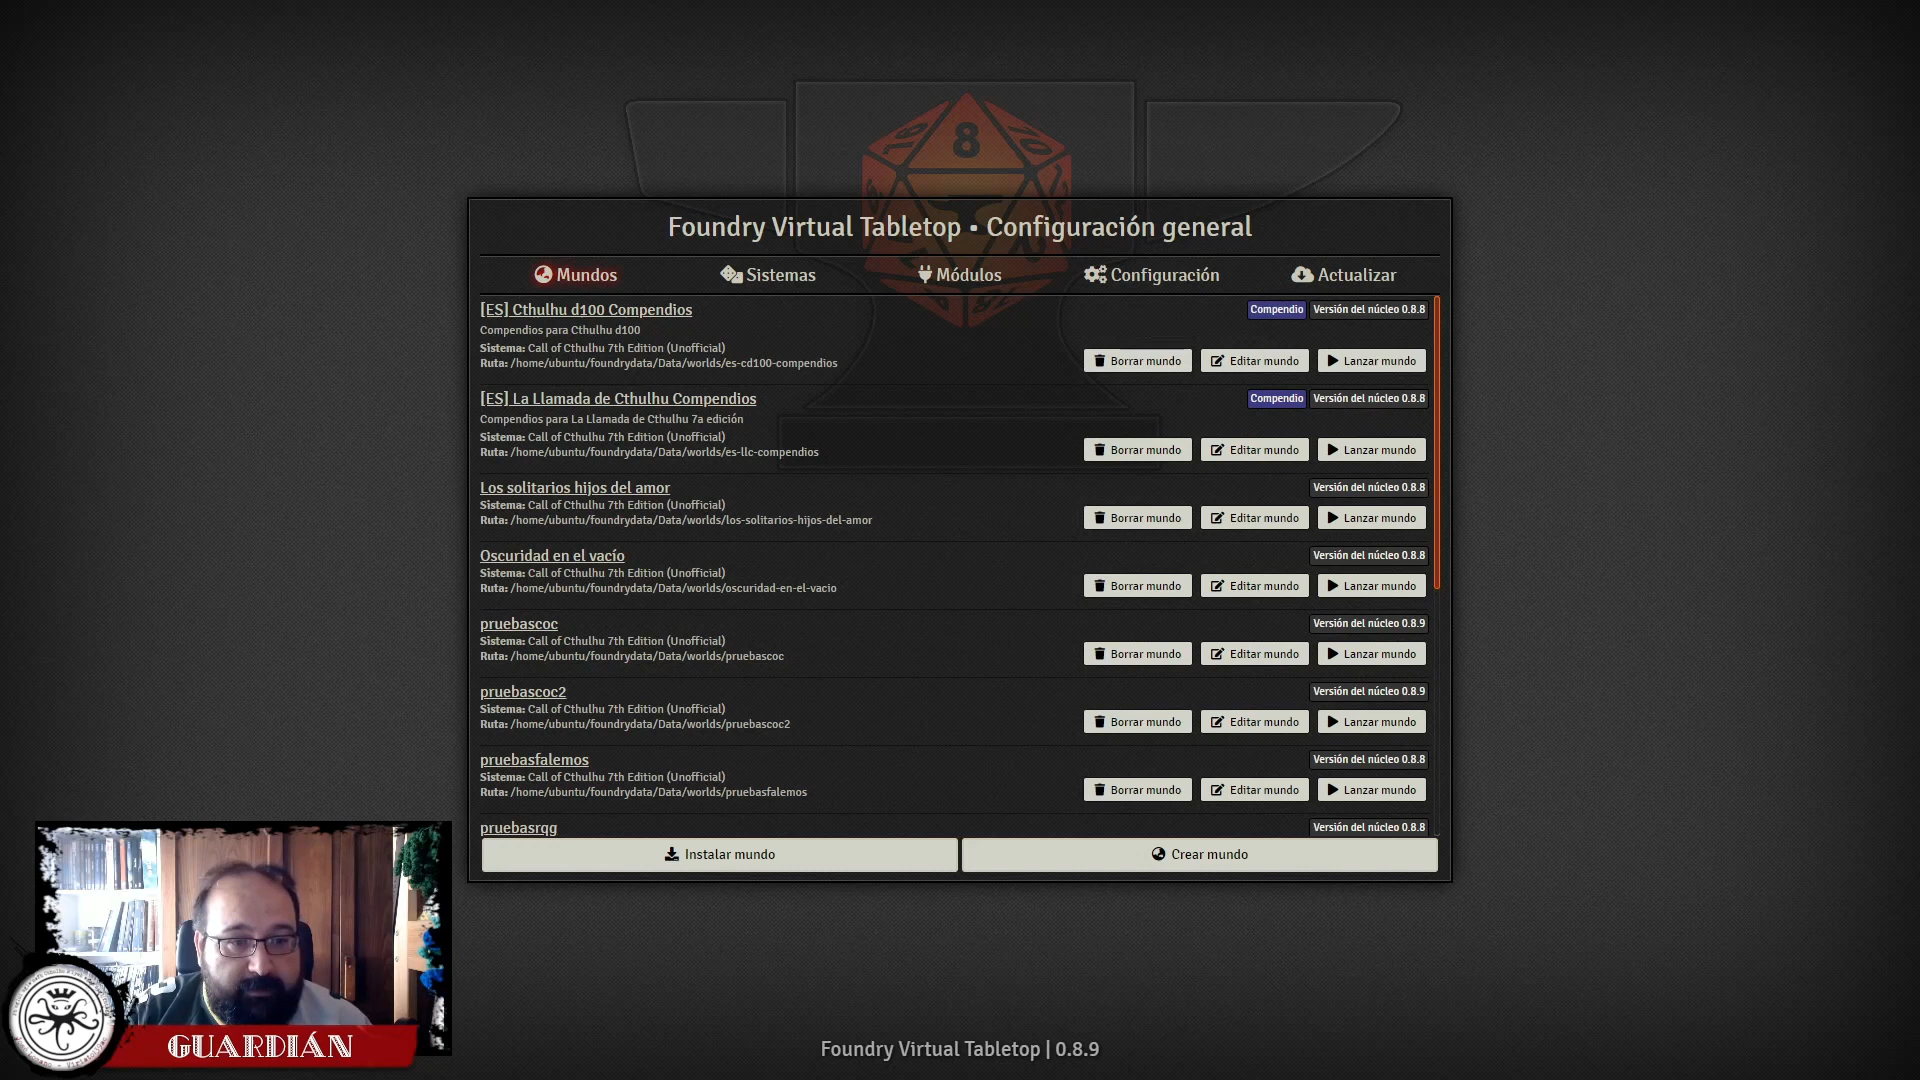 8
Foundry Virtual Tabletop • Configuración general
Mundos
Sistemas
Módulos
Configuración
Actualizar
[ES] Cthulhu d100 Compendios
Compendio
Versión del núcleo 0.8.8
Compendios para Cthulhu d100
Sistema: Call of Cthulhu 7th Edition (Unofficial)
Ruta: /home/ubuntu/foundrydata/Data/worlds/es-cd100-compendios
Borrar mundo
Editar mundo
Lanzar mundo
[ES] La Llamada de Cthulhu Compendios
Compendio
Versión del núcleo 0.8.8
Compendios para La Llamada de Cthulhu 7a edición
Sistema: Call of Cthulhu 7th Edition (Unofficial)
Ruta: /home/ubuntu/foundrydata/Data/worlds/es-llc-compendios
Borrar mundo
Editar mundo
Lanzar mundo
Los solitarios hijos del amor
Versión del núcleo 0.8.8
Sistema: Call of Cthulhu 7th Edition (Unofficial)
Ruta: /home/ubuntu/foundrydata/Data/worlds/los-solitarios-hijos-del-amor
Borrar mundo
Editar mundo
Lanzar mundo
Oscuridad en el vacío
Versión del núcleo 0.8.8
Sistema: Call of Cthulhu 7th Edition (Unofficial)
Ruta: /home/ubuntu/foundrydata/Data/worlds/oscuridad-en-el-vacio
Borrar mundo
Editar mundo
Lanzar mundo
pruebascoc
Versión del núcleo 0.8.9
Sistema: Call of Cthulhu 7th Edition (Unofficial)
Ruta: /home/ubuntu/foundrydata/Data/worlds/pruebascoc
Borrar mundo
Editar mundo
Lanzar mundo
pruebascoc2
Versión del núcleo 0.8.9
Sistema: Call of Cthulhu 7th Edition (Unofficial)
Ruta: /home/ubuntu/foundrydata/Data/worlds/pruebascoc2
Borrar mundo
Editar mundo
Lanzar mundo
pruebasfalemos
Versión del núcleo 0.8.8
Sistema: Call of Cthulhu 7th Edition (Unofficial)
Ruta: /home/ubuntu/foundrydata/Data/worlds/pruebasfalemos
Borrar mundo
Editar mundo
Lanzar mundo
pruebasrqg
Versión del núcleo 0.8.8
Instalar mundo
Crear mundo
GUARDIÁN
Foundry Virtual Tabletop | 0.8.9